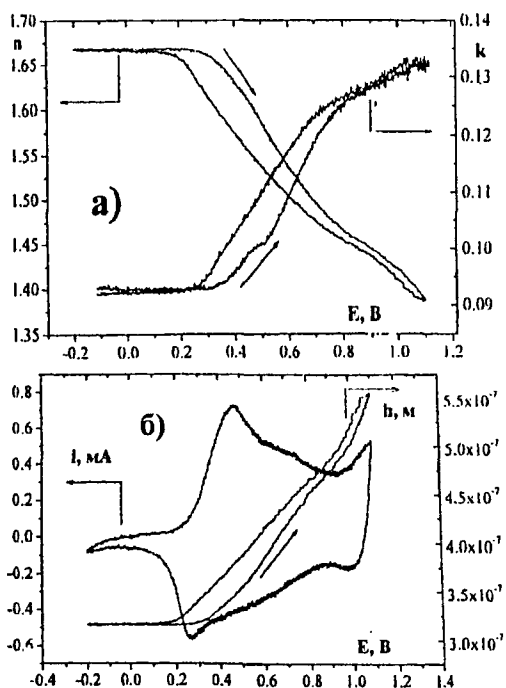 1.70
n
1.65
1.60
1.55
1.50
1.45
1.40
1.35
0.14
k
0.13
0.12
0.11
0.10
0.09
а)
E, В
-0.2 0.0 0.2 0.4 0.6 0.8 1.0 1.2
0.8
0.6
0.4
0.2
0.0
-0.2
-0.4
-0.6
i, мА
б)
h, м
5.5x10⁻⁷
5.0x10⁻⁷
4.5x10⁻⁷
4.0x10⁻⁷
3.5x10⁻⁷
3.0x10⁻⁷
E, В
-0.4 -0.2 0.0 0.2 0.4 0.6 0.8 1.0 1.2 1.4